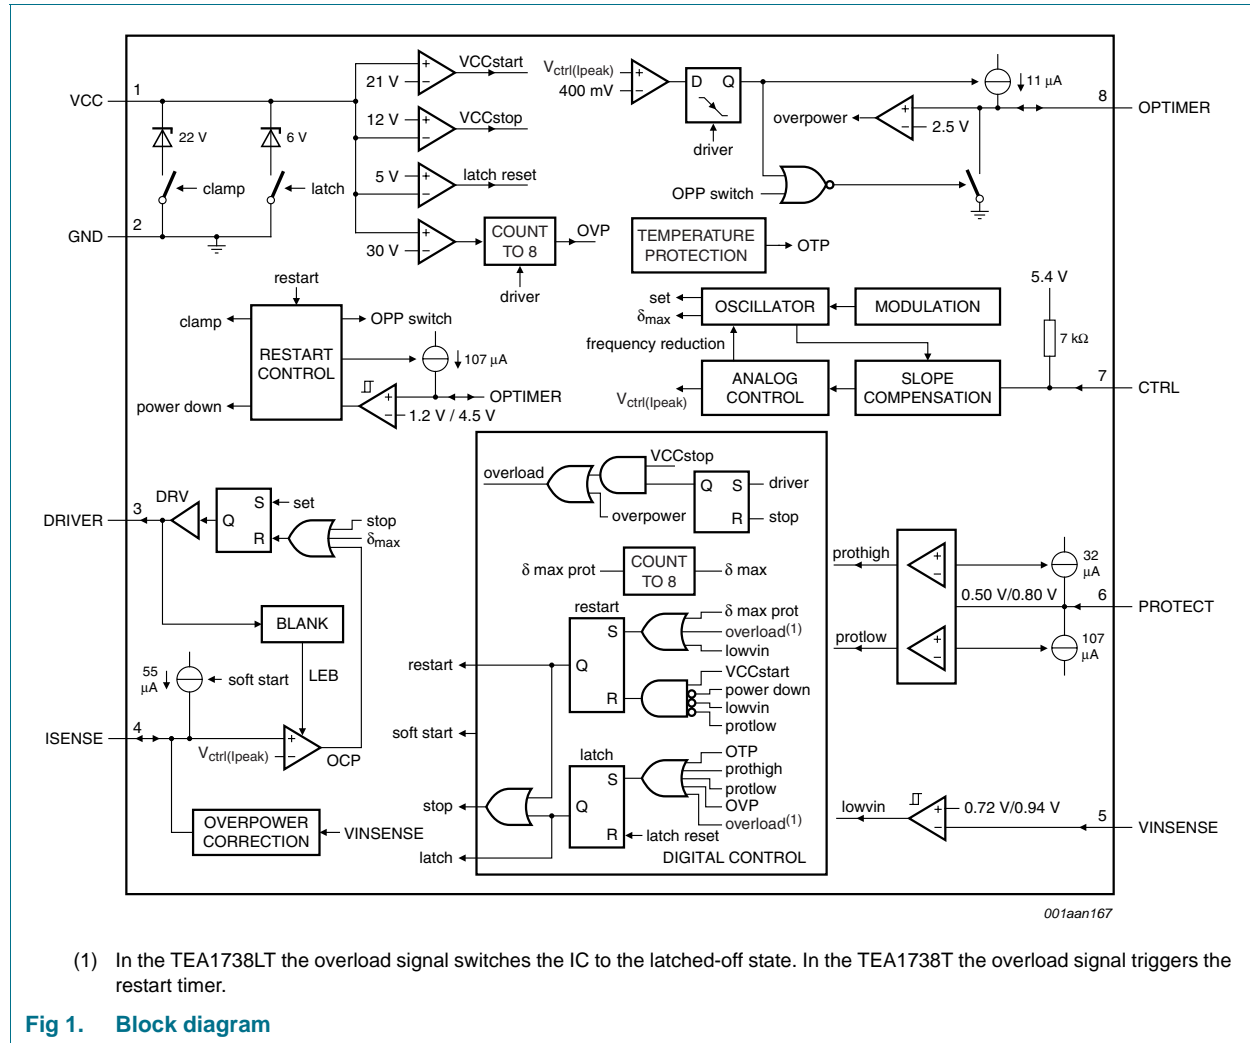 VCC
1
22 V
6 V
clamp
latch
2
GND
21 V
+
−
VCCstart
12 V
+
−
VCCstop
5 V
+
−
latch reset
30 V
+
−
COUNT
TO 8
OVP
driver
Vctrl(Ipeak)
400 mV
+
−
D Q
driver
11 μA
8
OPTIMER
overpower
+
−
2.5 V
OPP switch
TEMPERATURE
PROTECTION
OTP
restart
clamp
OPP switch
RESTART
CONTROL
107 μA
power down
+
−
OPTIMER
1.2 V / 4.5 V
set
δmax
OSCILLATOR
MODULATION
frequency reduction
5.4 V
7 kΩ
Vctrl(Ipeak)
ANALOG
CONTROL
SLOPE
COMPENSATION
7
CTRL
DRIVER
3
DRV
Q
S
R
set
stop
δmax
BLANK
LEB
55
μA
soft start
ISENSE
4
Vctrl(Ipeak)
+
−
OCP
OVERPOWER
CORRECTION
VINSENSE
overload
VCCstop
overpower
Q
S
R
driver
stop
δ max prot
COUNT
TO 8
δ max
restart
S
Q
R
δ max prot
overload(1)
lowvin
VCCstart
power down
lowvin
protlow
restart
soft start
latch
S
Q
R
OTP
prothigh
protlow
OVP
overload(1)
latch reset
stop
latch
DIGITAL CONTROL
prothigh
+
−
32
μA
0.50 V/0.80 V
6
PROTECT
protlow
+
−
107
μA
lowvin
+
−
0.72 V/0.94 V
5
VINSENSE
001aan167
(1) In the TEA1738LT the overload signal switches the IC to the latched-off state. In the TEA1738T the overload signal triggers the
restart timer.
Fig 1. Block diagram